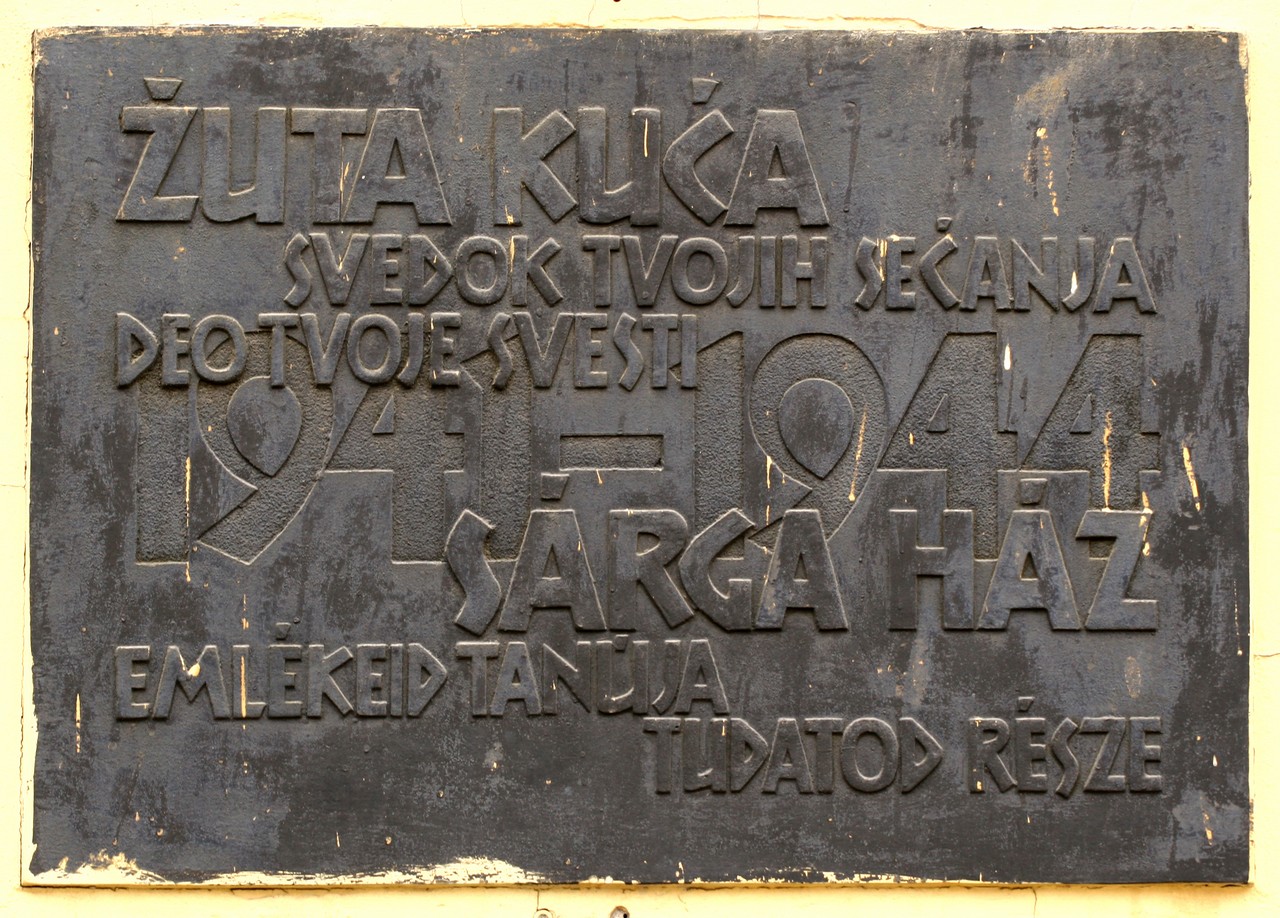 ŽUTA KUĆA
SVEDOK TVOJIH SEĆANJA
DEO TVOJE SVESTI
1941-1944
SÁRGA HÁZ
EMLÉKEID TANÚJA
TUDATOD RÉSZE